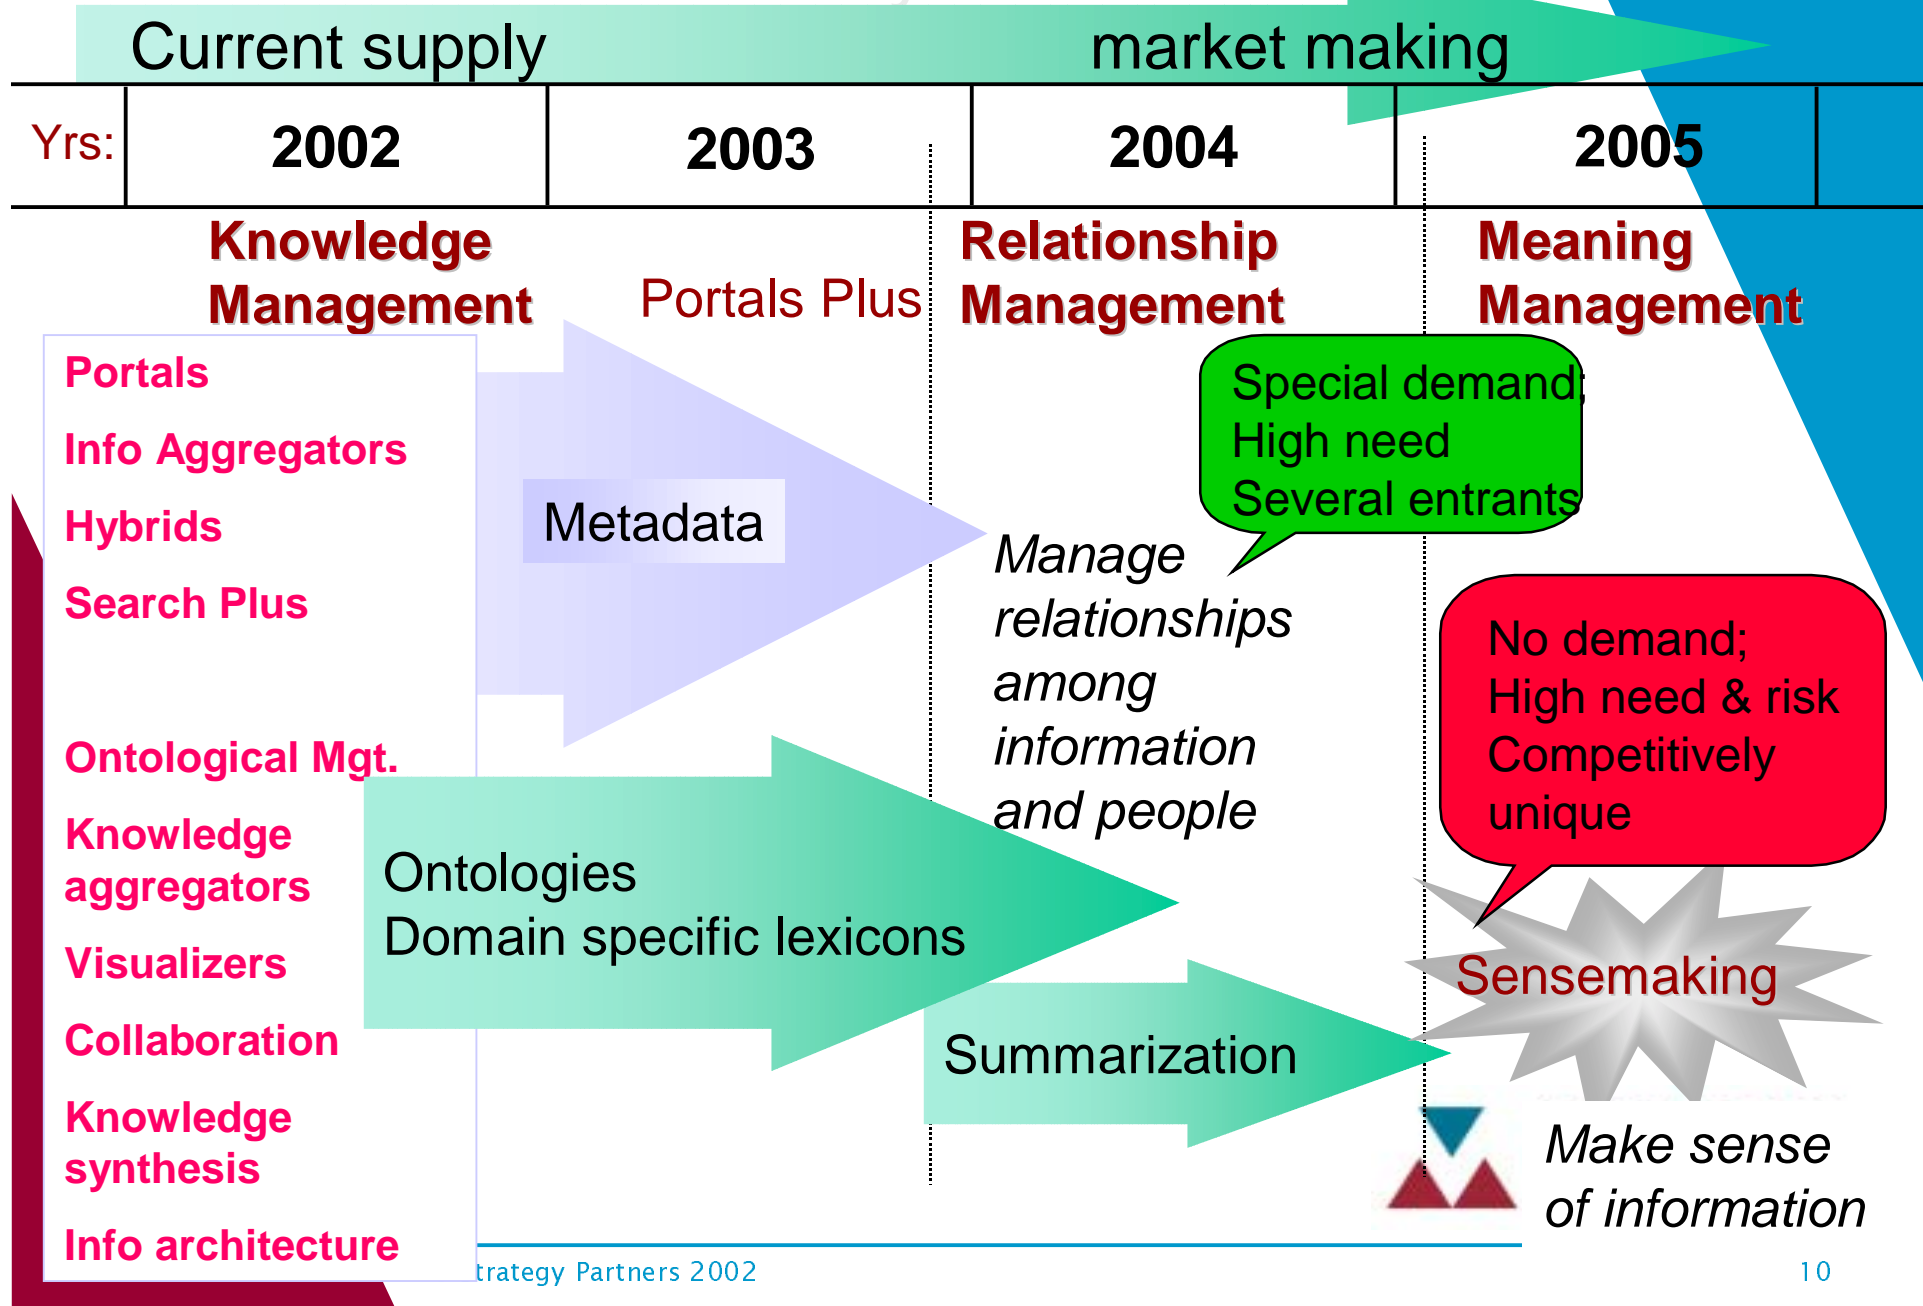 Current supply
market making
Yrs:
2002
2003
2004
2005
Knowledge
Management
Portals Plus
Relationship
Management
Meaning
Management
Portals
Info Aggregators
Hybrids
Search Plus
Ontological Mgt.
Knowledge
aggregators
Visualizers
Collaboration
Knowledge
synthesis
Info architecture
Metadata
Ontologies
Domain specific lexicons
Summarization
Special demand;
High need
Several entrants
Manage
relationships
among
information
and people
No demand;
High need & risk
Competitively
unique
Sensemaking
Make sense
of information
trategy Partners 2002
10